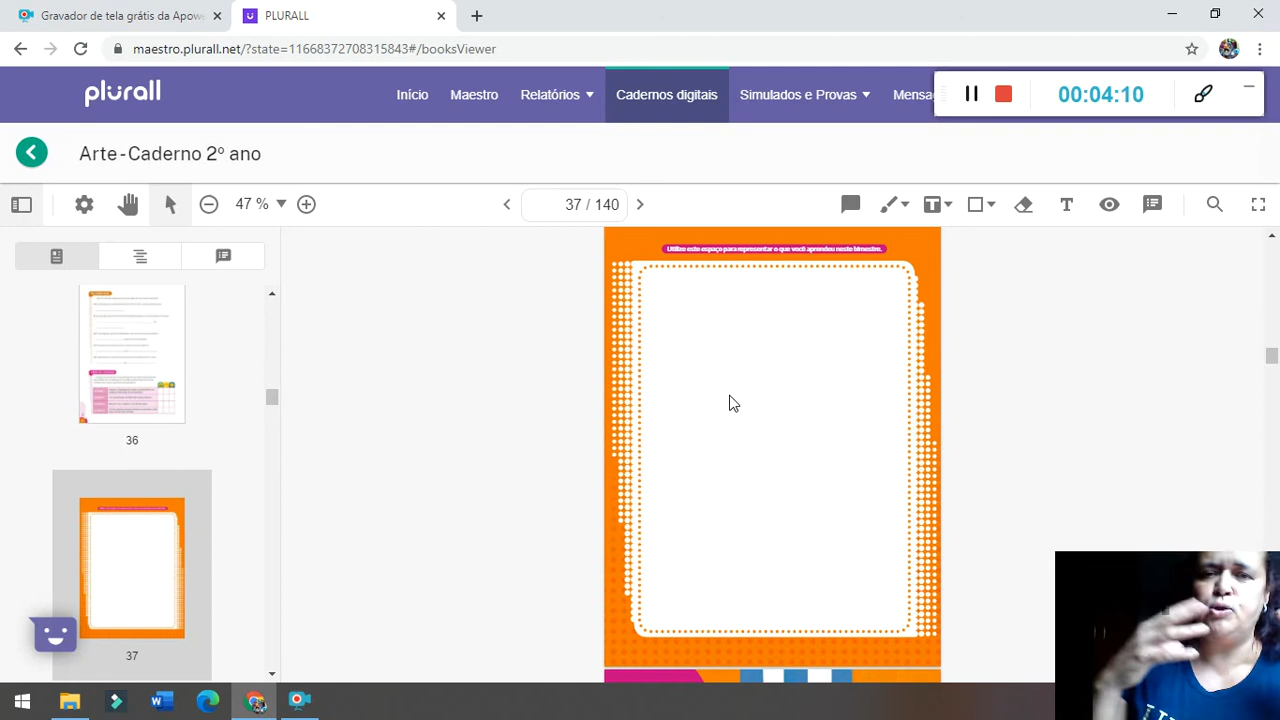 Gravador de tela grátis da Apowe
PLURALL
maestro.plurall.net/?state=11668372708315843#/booksViewer
plurall
Início
Maestro
Relatórios
Cadernos digitais
Simulados e Provas
Mensa
00:04:10
Arte - Caderno 2º ano
47 %
37 / 140
Utilize este espaço para representar o que você aprendeu neste bimestre.
36
37